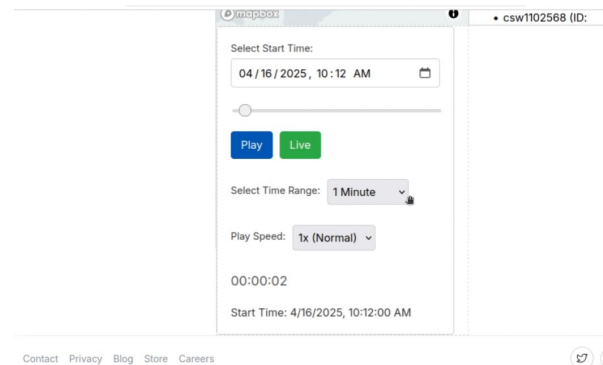 mapbox
csw1102568 (ID:
Select Start Time:
04/16/2025, 10:12 AM
Play Live
Select Time Range: 1 Minute
Play Speed: 1x (Normal)
00:00:02
Start Time: 4/16/2025, 10:12:00 AM
Contact Privacy Blog Store Careers